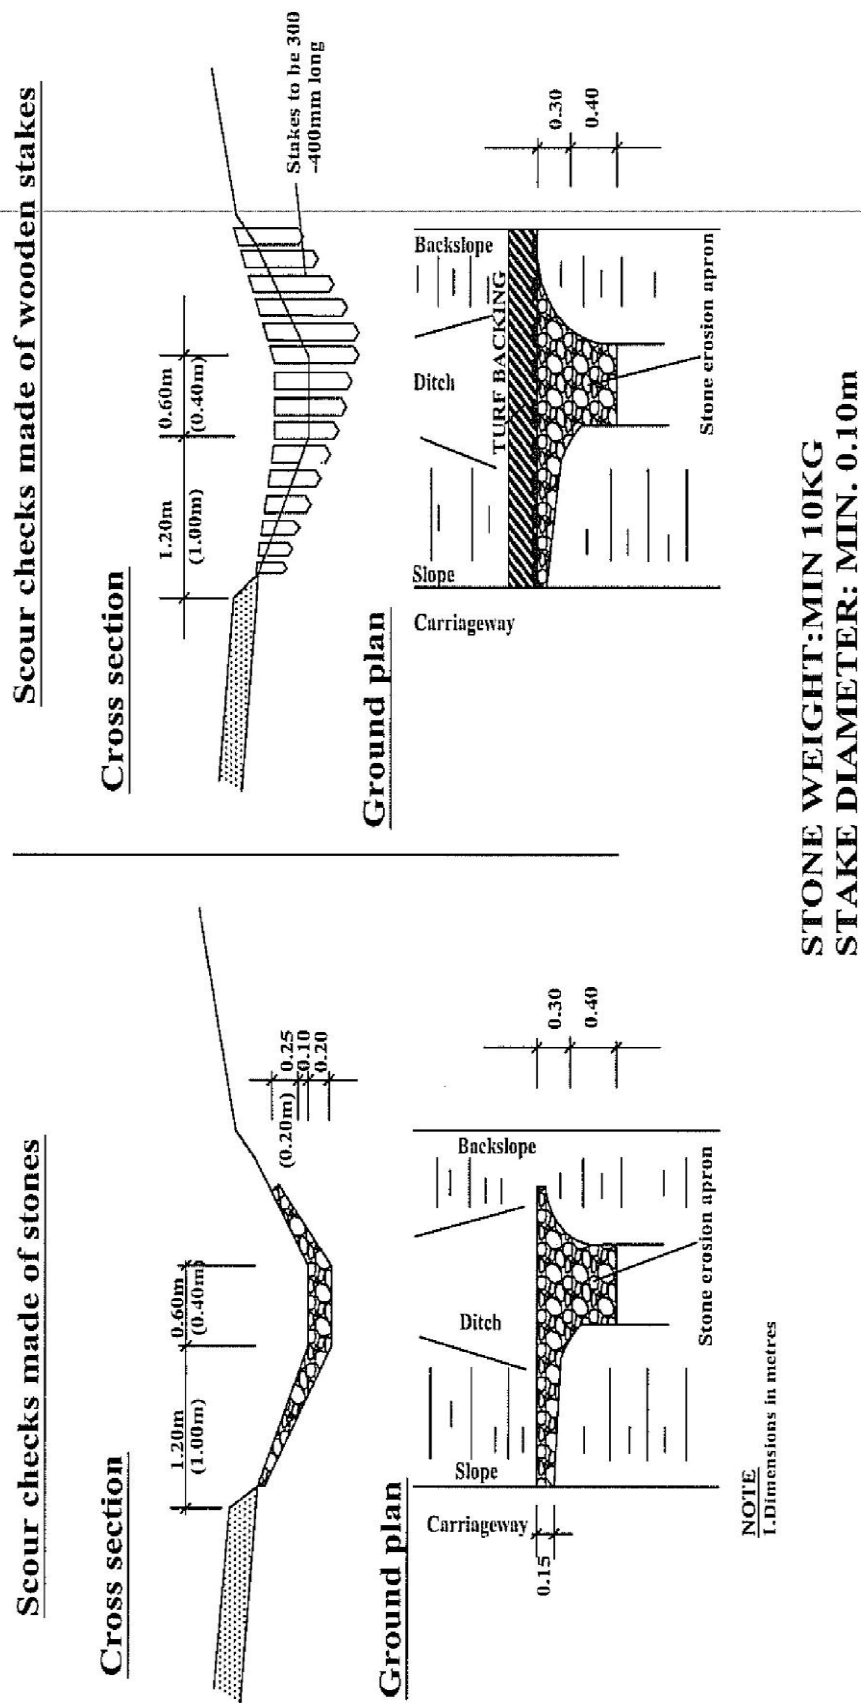 Scour checks made of stones
Cross section
1.20m
(1.00m)
0.60m
(0.40m)
(0.20m)
0.25
0.10
0.20
Ground plan
Carriageway
Slope
Ditch
Backslope
0.15
0.30
0.40
Stone erosion apron
NOTE
1.Dimensions in metres
Scour checks made of wooden stakes
Cross section
1.20m
(1.00m)
0.60m
(0.40m)
Stakes to be 300
-400mm long
Ground plan
Carriageway
Slope
Ditch
Backslope
TURF BACKING
0.30
0.40
Stone erosion apron
STONE WEIGHT:MIN 10KG
STAKE DIAMETER: MIN. 0.10m